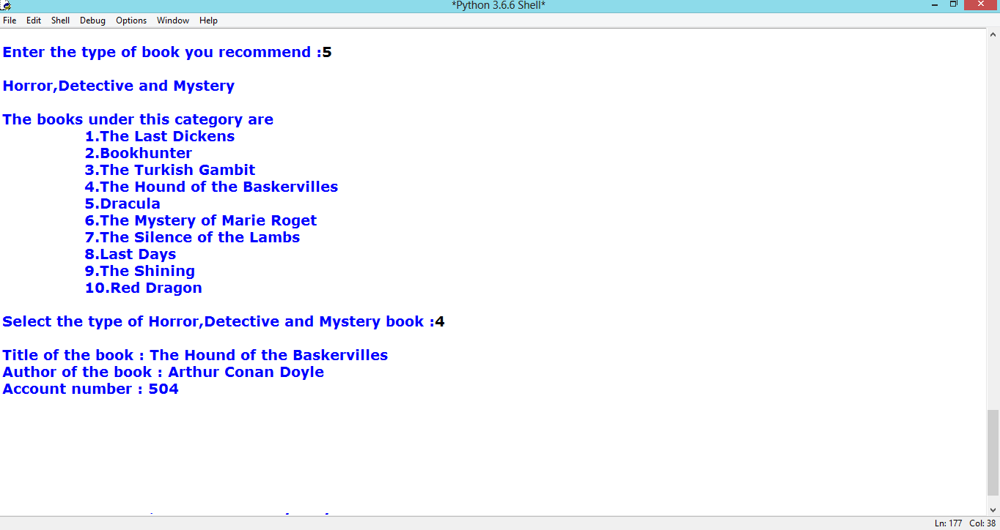 *Python 3.6.6 Shell*
File Edit Shell Debug Options Window Help
Enter the type of book you recommend :5
Horror,Detective and Mystery
The books under this category are
1.The Last Dickens
2.Bookhunter
3.The Turkish Gambit
4.The Hound of the Baskervilles
5.Dracula
6.The Mystery of Marie Roget
7.The Silence of the Lambs
8.Last Days
9.The Shining
10.Red Dragon
Select the type of Horror,Detective and Mystery book :4
Title of the book : The Hound of the Baskervilles
Author of the book : Arthur Conan Doyle
Account number : 504
Ln: 177 Col: 38